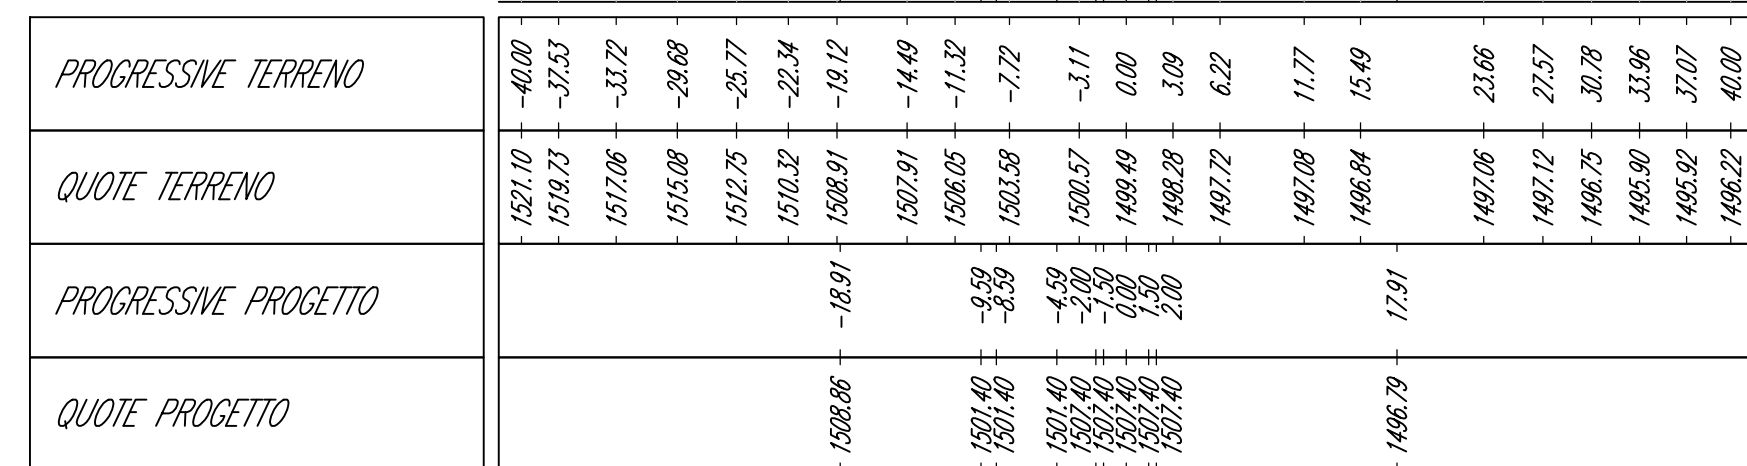 PROGRESSIVE TERRENO -40.00 -37.53 -33.72 -29.68 -25.77 -22.34 -19.12 -14.49 -11.32 -7.72 -3.11 0.00 3.09 6.22 11.77 15.49 23.66 27.57 30.78 33.96 37.07 40.00
QUOTE TERRENO 1521.10 1519.73 1517.06 1515.08 1512.75 1510.32 1508.91 1507.91 1506.05 1503.58 1500.57 1499.49 1498.28 1497.72 1497.08 1496.84 1497.06 1497.12 1496.75 1495.90 1495.92 1496.22
PROGRESSIVE PROGETTO -18.91 -9.59 -8.59 -4.59 -2.00 -1.50 0.00 1.50 2.00 17.91
QUOTE PROGETTO 1508.86 1501.40 1501.40 1501.40 1507.40 1507.40 1507.40 1507.40 1507.40 1496.79